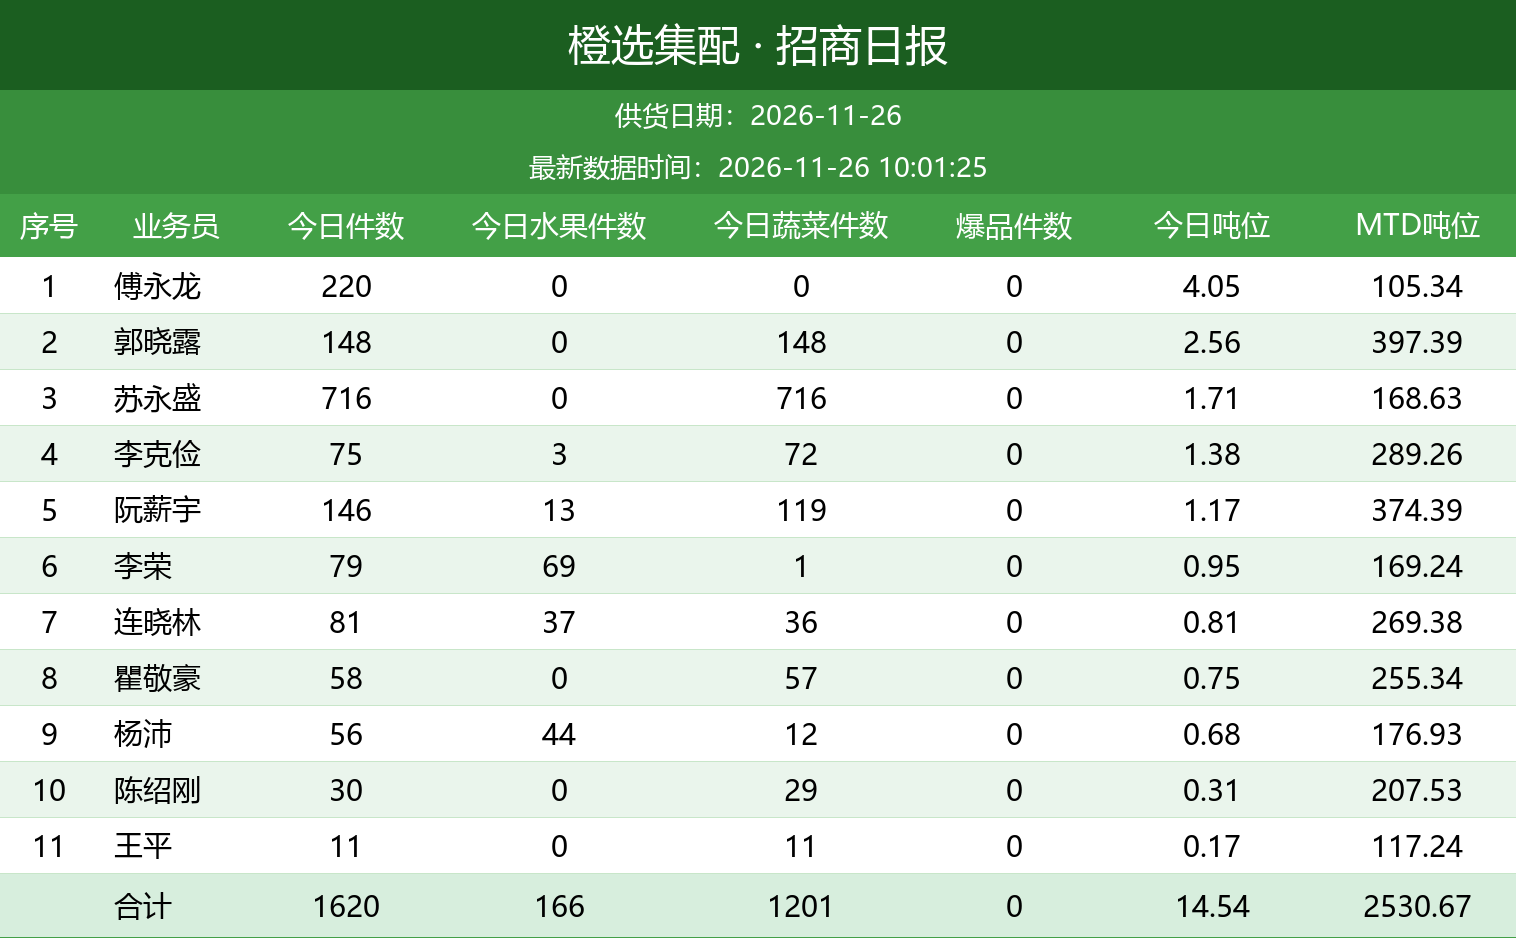 橙选集配 · 招商日报
供货日期：2026-11-26
最新数据时间：2026-11-26 10:01:25
序号 业务员 今日件数 今日水果件数 今日蔬菜件数 爆品件数 今日吨位 MTD吨位
1 傅永龙 220 0 0 0 4.05 105.34
2 郭晓露 148 0 148 0 2.56 397.39
3 苏永盛 716 0 716 0 1.71 168.63
4 李克俭 75 3 72 0 1.38 289.26
5 阮薪宇 146 13 119 0 1.17 374.39
6 李荣 79 69 1 0 0.95 169.24
7 连晓林 81 37 36 0 0.81 269.38
8 瞿敬豪 58 0 57 0 0.75 255.34
9 杨沛 56 44 12 0 0.68 176.93
10 陈绍刚 30 0 29 0 0.31 207.53
11 王平 11 0 11 0 0.17 117.24
合计 1620 166 1201 0 14.54 2530.67